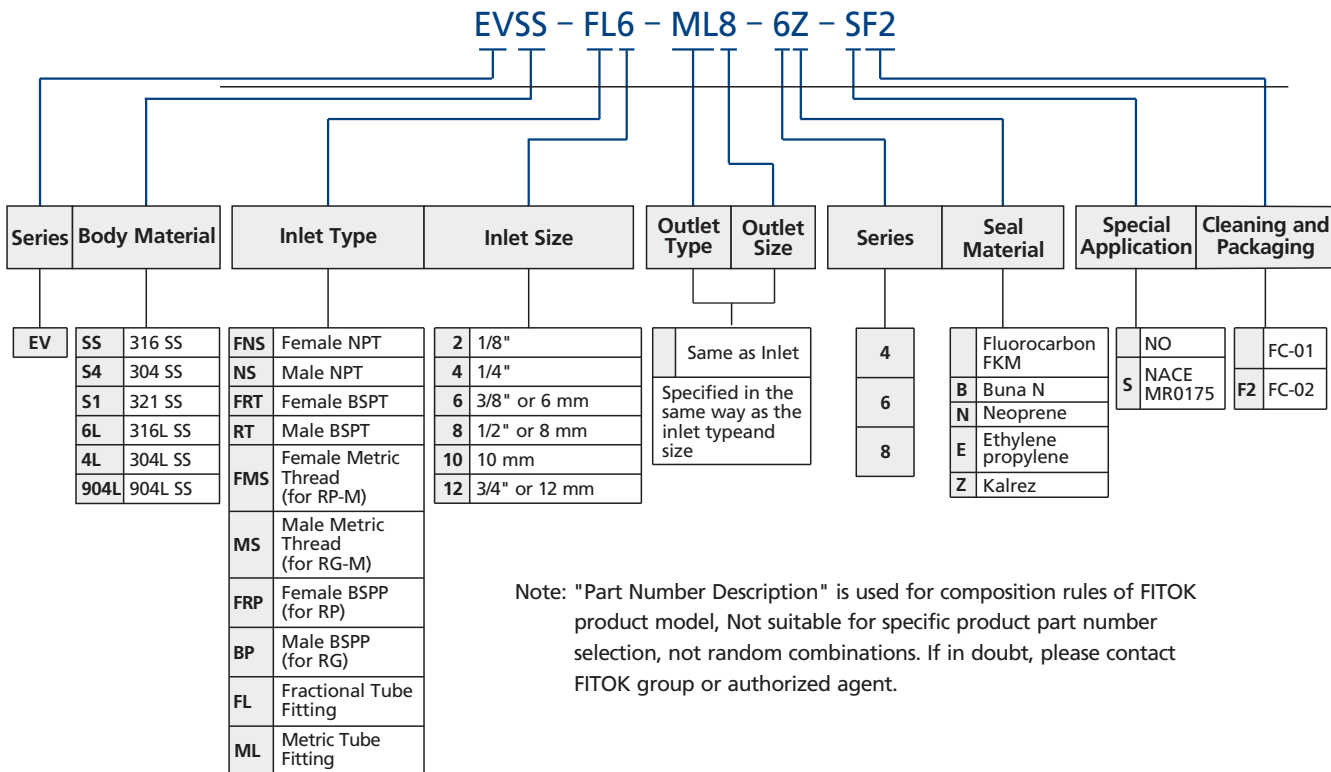 EVSS – FL6 – ML8 – 6Z – SF2
Series
Body Material
Inlet Type
Inlet Size
Outlet
Type
Outlet
Size
Series
Seal
Material
Special
Application
Cleaning and
Packaging
EV
SS 316 SS
S4 304 SS
S1 321 SS
6L 316L SS
4L 304L SS
904L 904L SS
FNS Female NPT
NS Male NPT
FRT Female BSPT
RT Male BSPT
FMS Female Metric
Thread
(for RP-M)
MS Male Metric
Thread
(for RG-M)
FRP Female BSPP
(for RP)
BP Male BSPP
(for RG)
FL Fractional Tube
Fitting
ML Metric Tube
Fitting
2 1/8"
4 1/4"
6 3/8" or 6 mm
8 1/2" or 8 mm
10 10 mm
12 3/4" or 12 mm
Same as Inlet
Specified in the
same way as the
inlet typeand
size
4
6
8
Fluorocarbon
FKM
B Buna N
N Neoprene
E Ethylene
propylene
Z Kalrez
NO
S NACE
MR0175
FC-01
F2 FC-02
Note: "Part Number Description" is used for composition rules of FITOK
product model, Not suitable for specific product part number
selection, not random combinations. If in doubt, please contact
FITOK group or authorized agent.